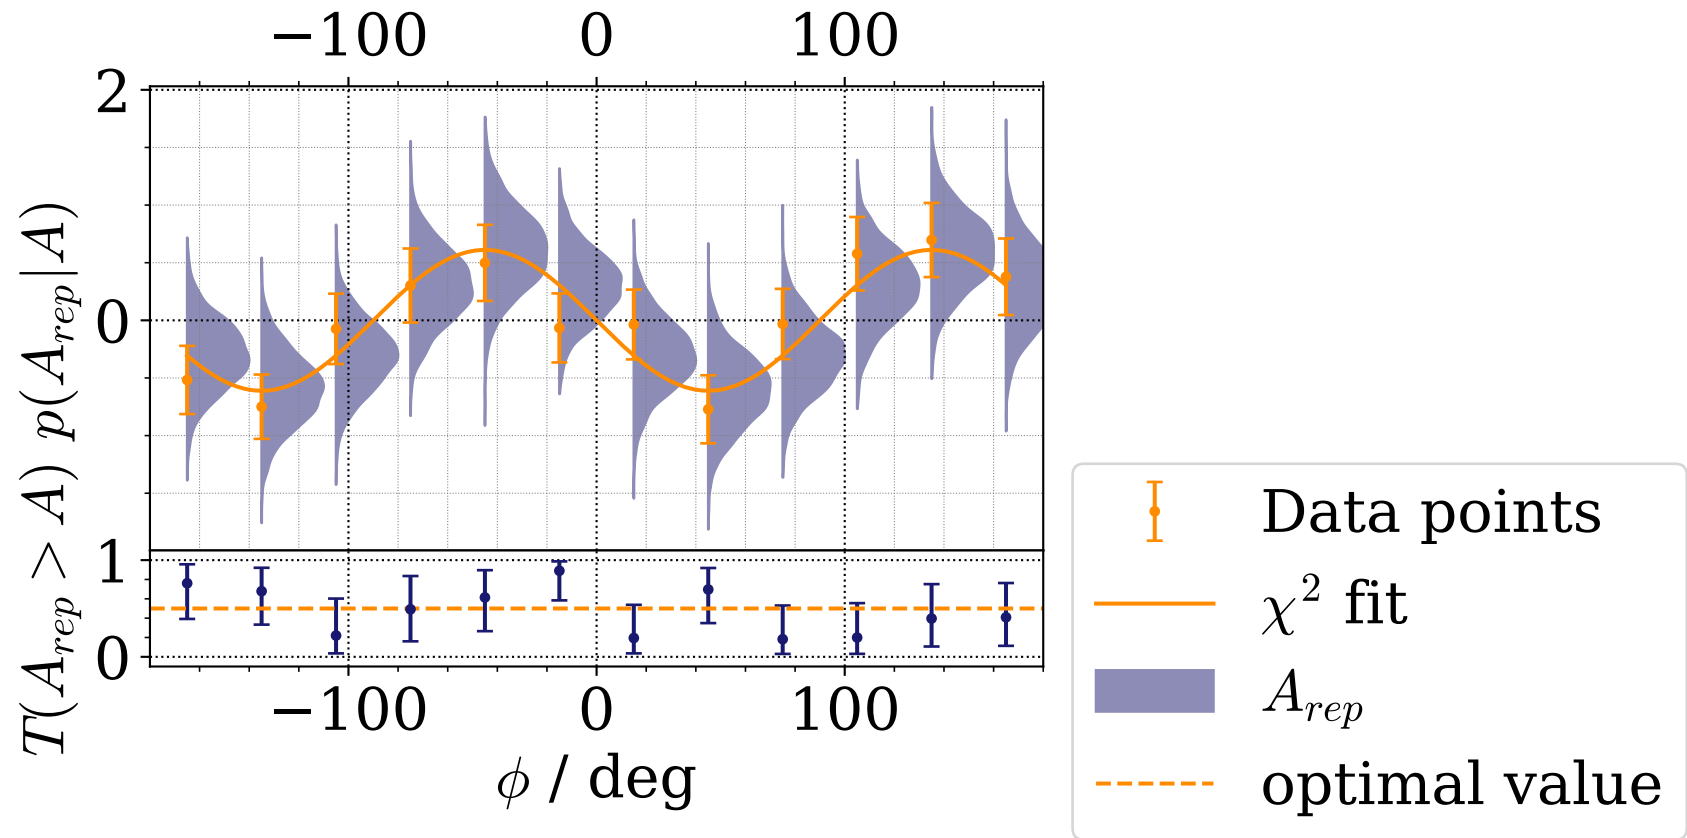 −100 0 100
2
0
p(A_rep|A)
1
0
T(A_rep > A)
−100 0 100
ϕ / deg
Data points
χ² fit
A_rep
optimal value